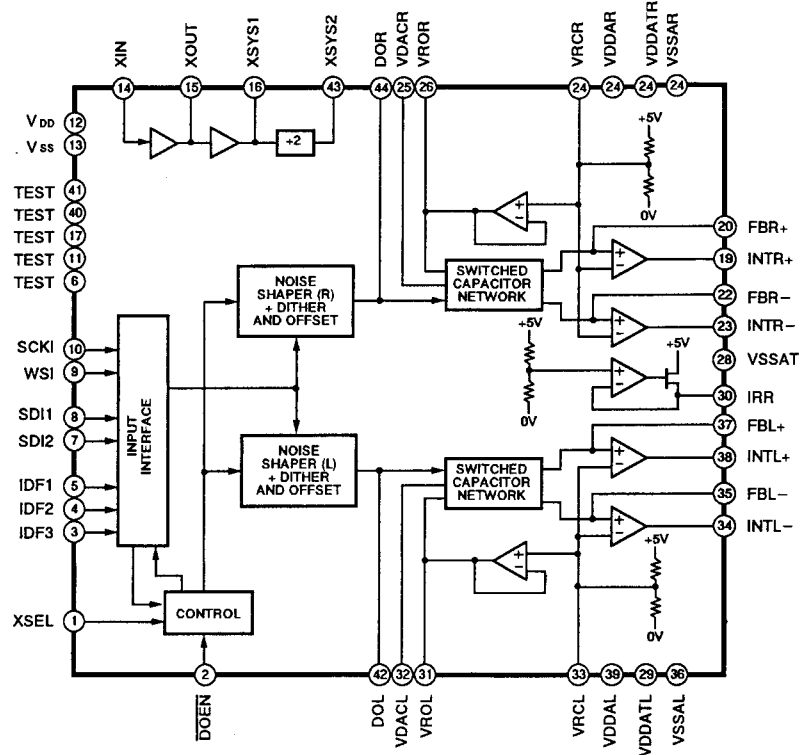 XIN
XOUT
XSYS1
XSYS2
DOR
VDACR
VROR
VRCR
VDDAR
VDDATR
VSSAR
14
15
16
43
44
25
26
24
24
24
24
VDD 12
VSS 13
÷2
+5V
0V
TEST 41
TEST 40
TEST 17
TEST 11
TEST 6
+
−
20 FBR+
19 INTR+
22 FBR−
23 INTR−
28 VSSAT
30 IRR
37 FBL+
38 INTL+
35 FBL−
34 INTL−
NOISE
SHAPER (R)
+ DITHER
AND OFFSET
SWITCHED
CAPACITOR
NETWORK
+
−
+
−
+5V
0V
+
−
+5V
SCKI 10
WSI 9
SDI1 8
SDI2 7
IDF1 5
IDF2 4
IDF3 3
INPUT
INTERFACE
NOISE
SHAPER (L)
+ DITHER
AND OFFSET
SWITCHED
CAPACITOR
NETWORK
+
−
+
−
+
−
+5V
0V
XSEL 1
CONTROL
2
42
32
31
33
39
29
36
DOEN
DOL
VDACL
VROL
VRCL
VDDAL
VDDATL
VSSAL